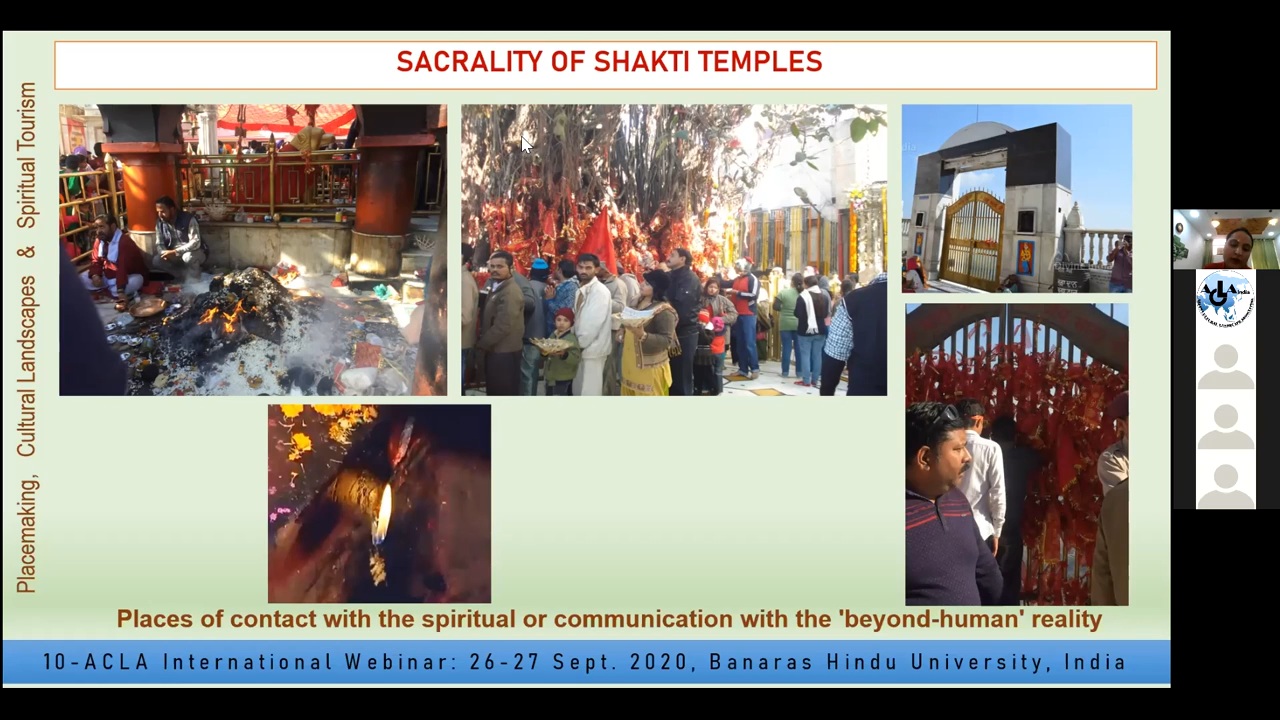 SACRALITY OF SHAKTI TEMPLES
Placemaking, Cultural Landscapes & Spiritual Tourism
Places of contact with the spiritual or communication with the 'beyond-human' reality
10-ACLA International Webinar: 26-27 Sept. 2020, Banaras Hindu University, India